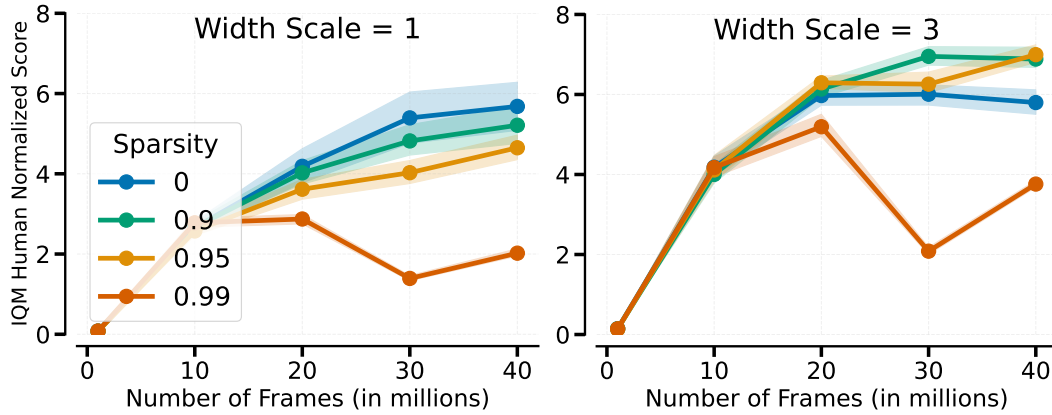 Width Scale = 1
IQM Human Normalized Score
8
6
4
2
0
Sparsity
0
0.9
0.95
0.99
0 10 20 30 40
Number of Frames (in millions)
Width Scale = 3
8
6
4
2
0
0 10 20 30 40
Number of Frames (in millions)